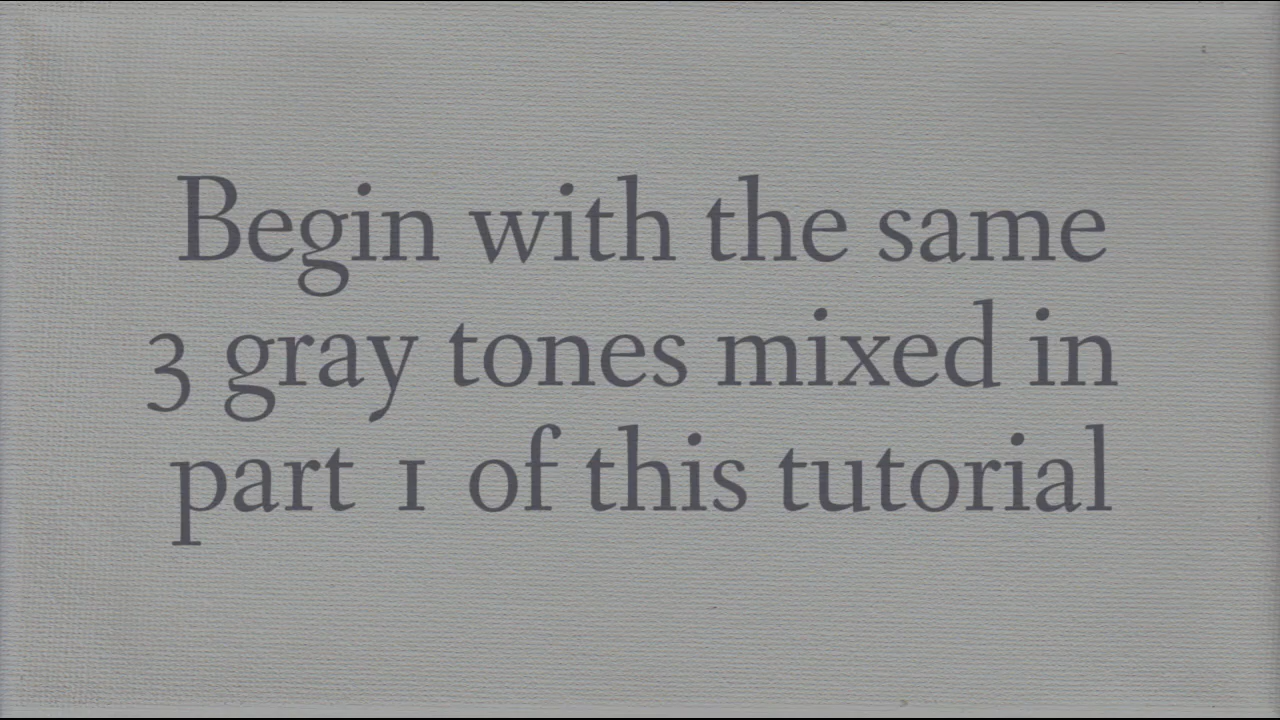 Begin with the same
3 gray tones mixed in
part 1 of this tutorial